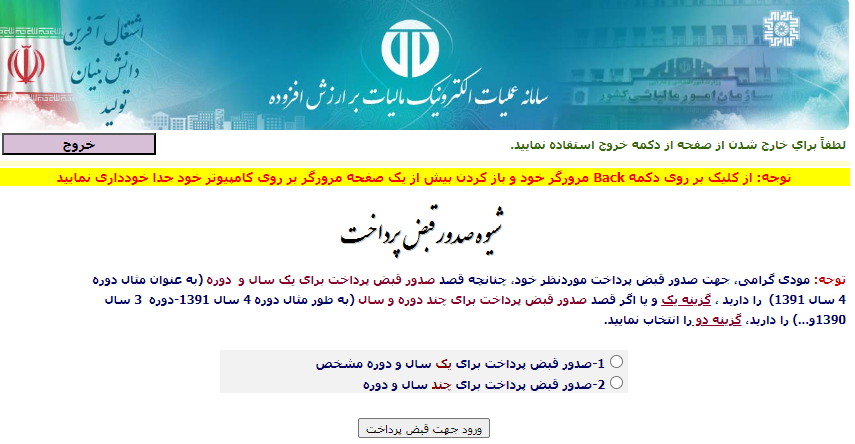 اشتغال آفرین
دانش بنیان
تولید
سامانه عملیات الکترونیک مالیات بر ارزش افزوده
سازمان امور مالیاتی کشور
لطفاً براي خارج شدن از صفحه از دکمه خروج استفاده نمایید.
خروج
توجه: از کلیک بر روی دکمه Back مرورگر خود و باز کردن بیش از یک صفحه مرورگر بر روی کامپیوتر خود جدا خودداری نمایید
شیوه صدور قبض پرداخت
توجه: مودی گرامی، جهت صدور قبض پرداخت موردنظر خود، چنانچه قصد صدور قبض پرداخت برای یک سال و دوره (به عنوان مثال دوره
4 سال 1391) را دارید ، گزینه یک و یا اگر قصد صدور قبض پرداخت برای چند دوره و سال (به طور مثال دوره 4 سال 1391-دوره 3 سال
1390و...) را دارید، گزینه دو را انتخاب نمایید.
1-صدور قبض پرداخت برای یک سال و دوره مشخص
2-صدور قبض پرداخت برای چند سال و دوره
ورود جهت قبض پرداخت